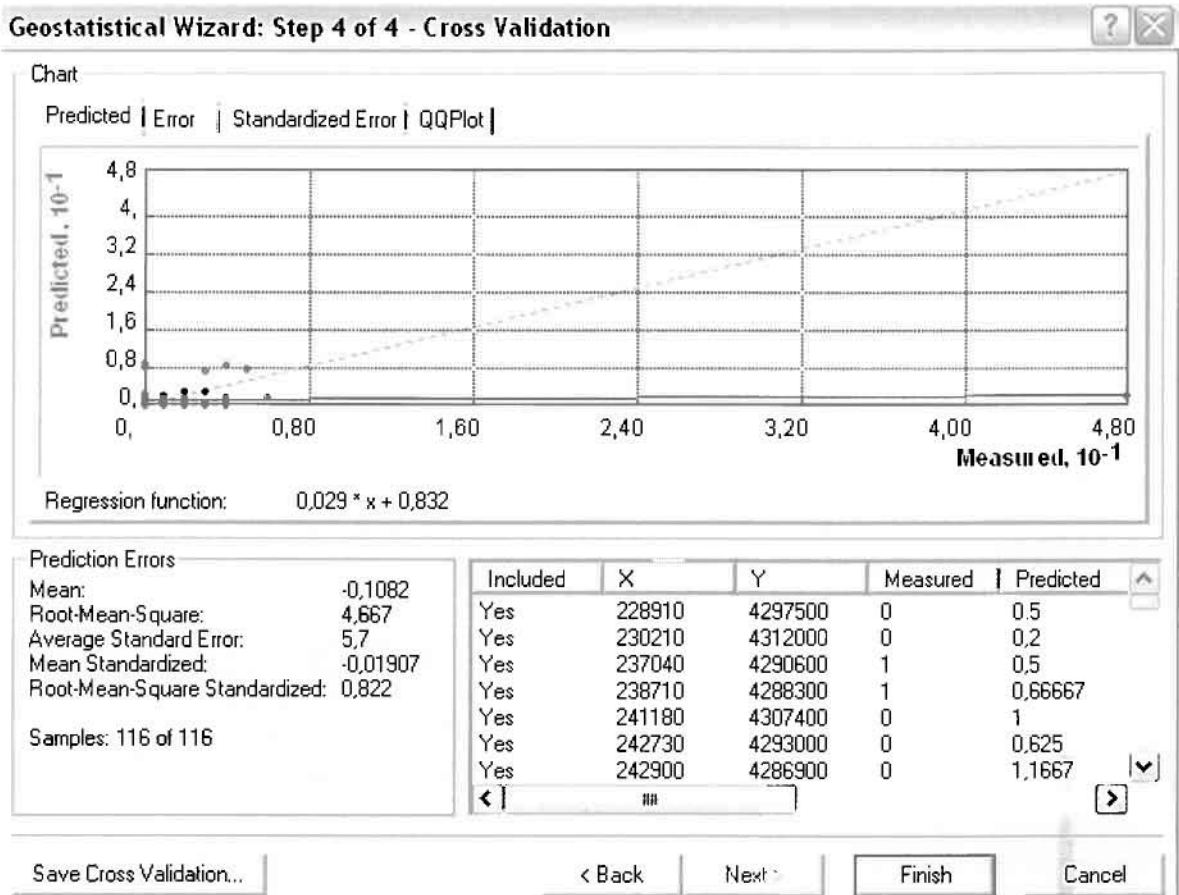 Geostatistical Wizard: Step 4 of 4 - Cross Validation
Chart
Predicted Error Standardized Error QQPlot
Predicted, 10-1
4,8
4,
3,2
2,4
1,6
0,8
0,
0, 0,80 1,60 2,40 3,20 4,00 4,80
Measured, 10-1
Regression function: 0,029 * x + 0,832
Prediction Errors
Mean: -0,1082
Root-Mean-Square: 4,667
Average Standard Error: 5,7
Mean Standardized: -0,01907
Root-Mean-Square Standardized: 0,822
Samples: 116 of 116
Included X Y Measured Predicted
Yes 228910 4297500 0 0.5
Yes 230210 4312000 0 0,2
Yes 237040 4290600 1 0,5
Yes 238710 4288300 1 0,66667
Yes 241180 4307400 0 1
Yes 242730 4293000 0 0,625
Yes 242900 4286900 0 1,1667
Save Cross Validation... < Back Next > Finish Cancel